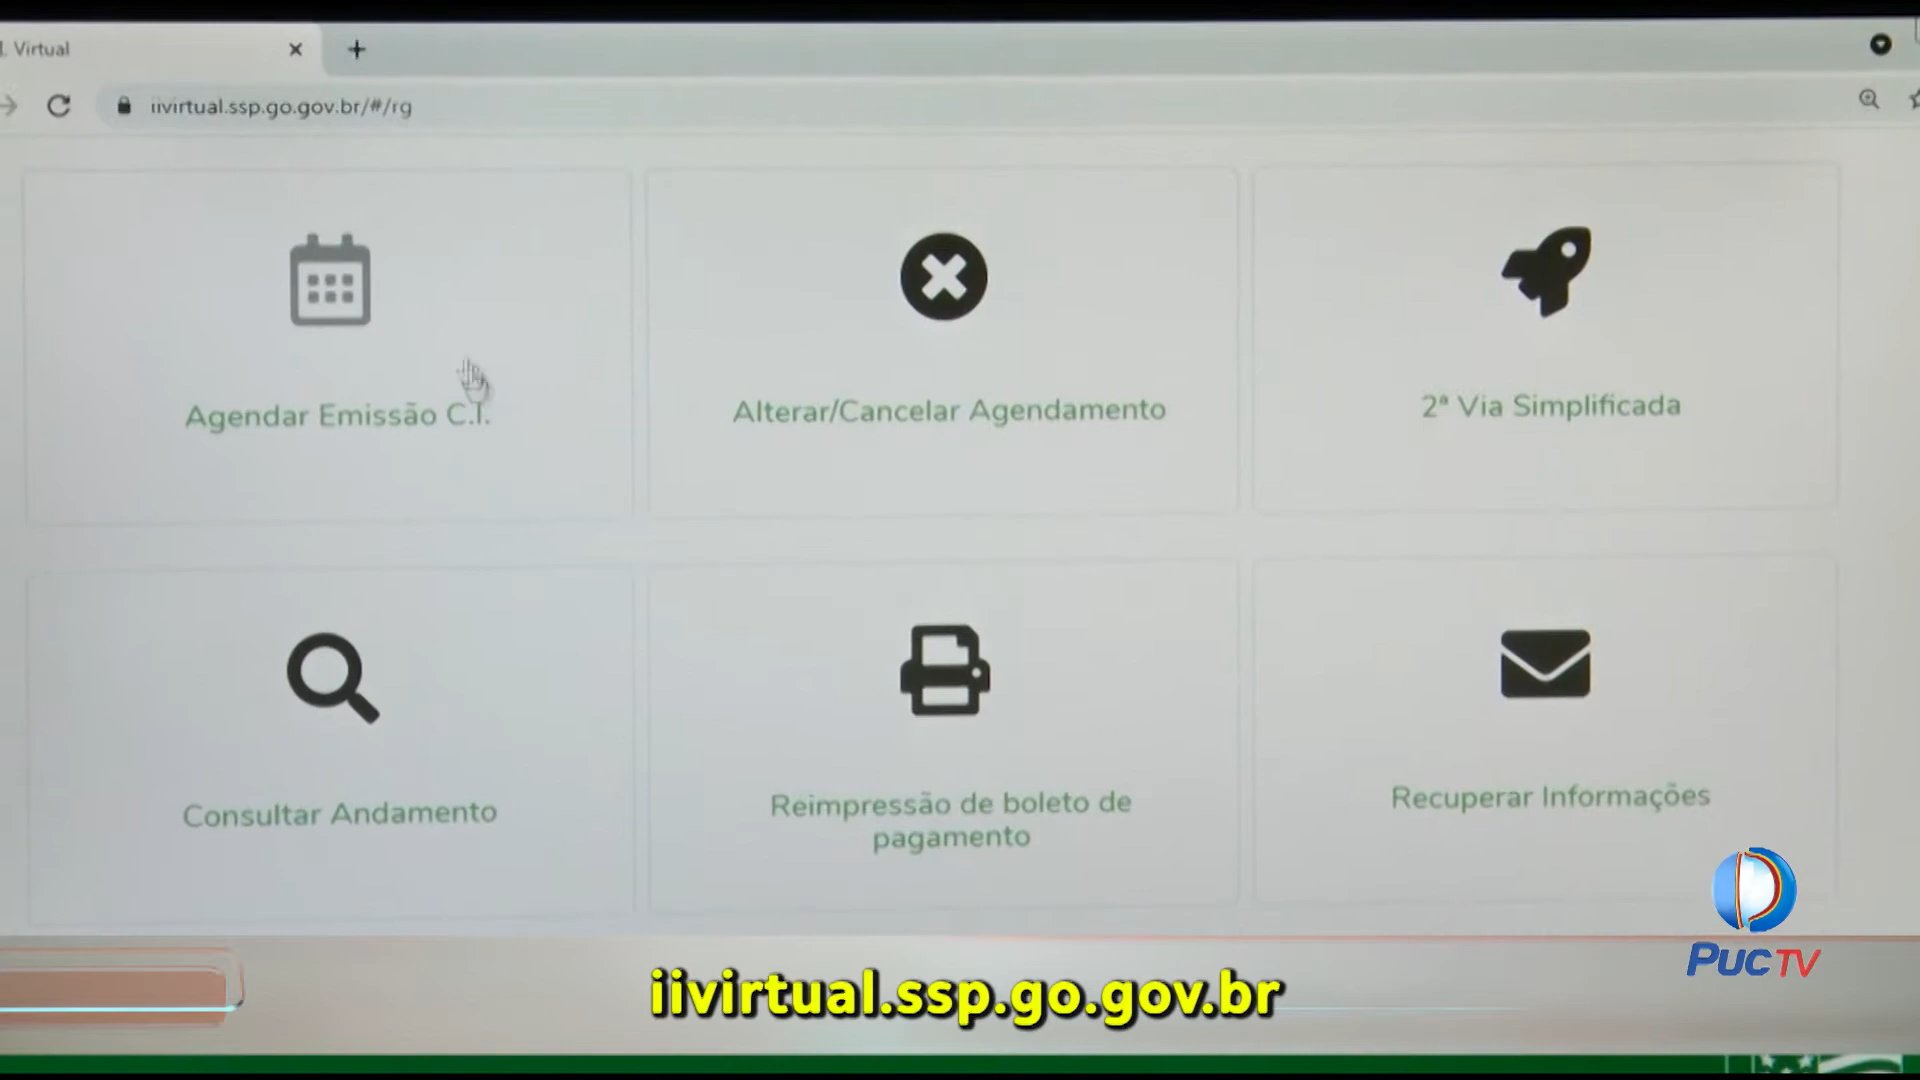 I. Virtual
iivirtual.ssp.go.gov.br/#/rg
Agendar Emissão C.I.
Alterar/Cancelar Agendamento
2ª Via Simplificada
Consultar Andamento
Reimpressão de boleto de
pagamento
Recuperar Informações
PUC TV
iivirtual.ssp.go.gov.br